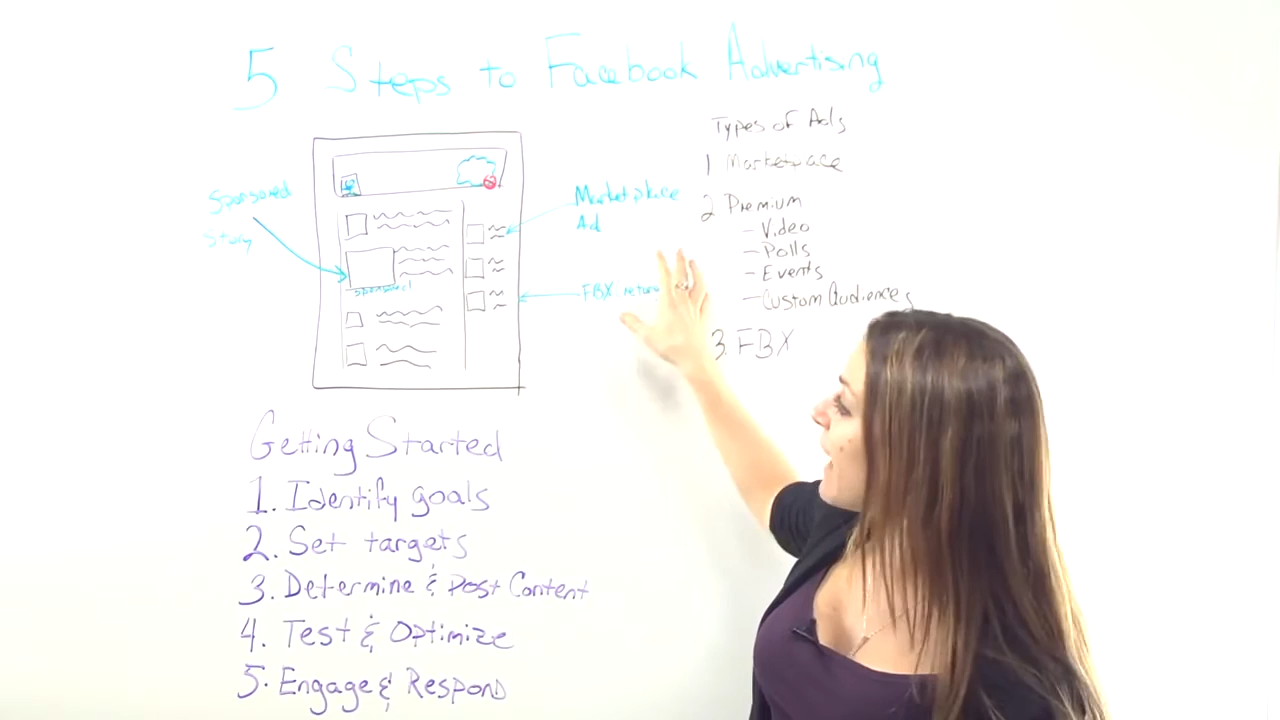 5 Steps to Facebook Advertising
Sponsored
Story
sponsored
Marketplace
Ad
FBX
Types of Ads
1 Marketplace
2 Premium
- Video
- Polls
- Events
- Custom Audiences
3. FBX
Getting Started
1. Identify goals
2. Set targets
3. Determine & Post Content
4. Test & Optimize
5. Engage & Respond